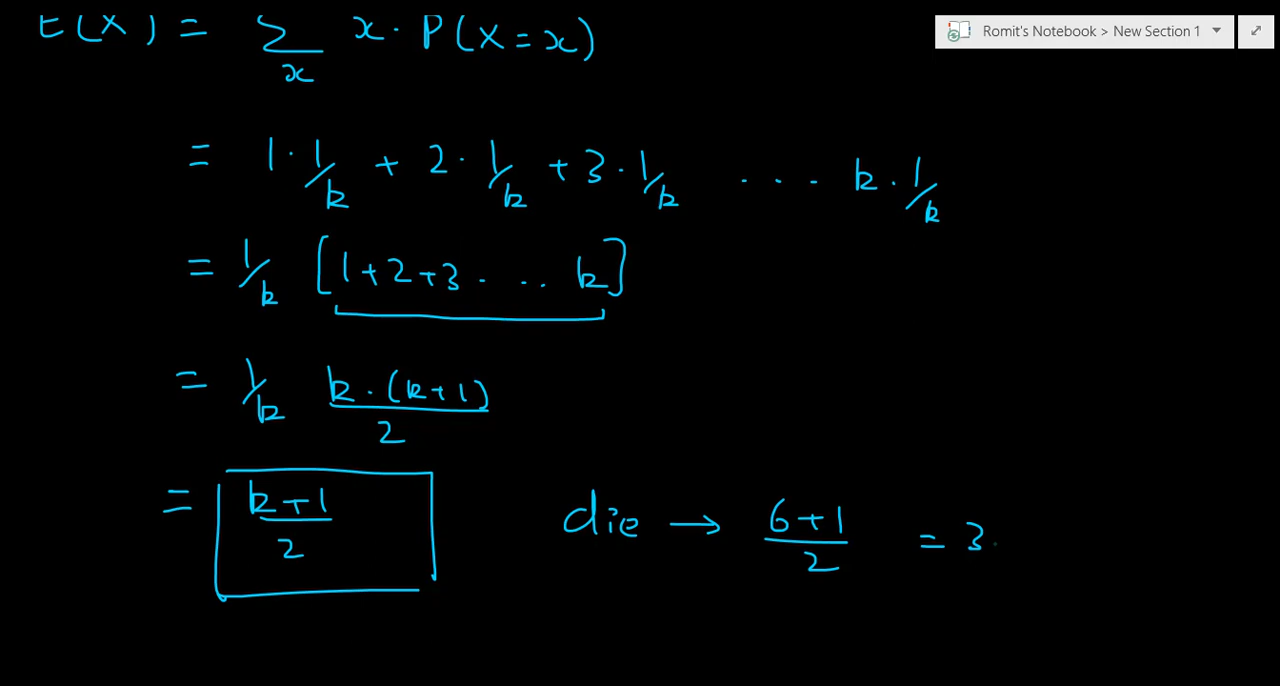 E(X) = Σ x · P(X = x)
x
Romit's Notebook > New Section 1
= 1 · 1/k + 2 · 1/k + 3 · 1/k . . . k · 1/k
= 1/k [1+2+3 . . . k]
= 1/k k · (k+1)
2
= k+1
2
die → 6+1
2
= 3.